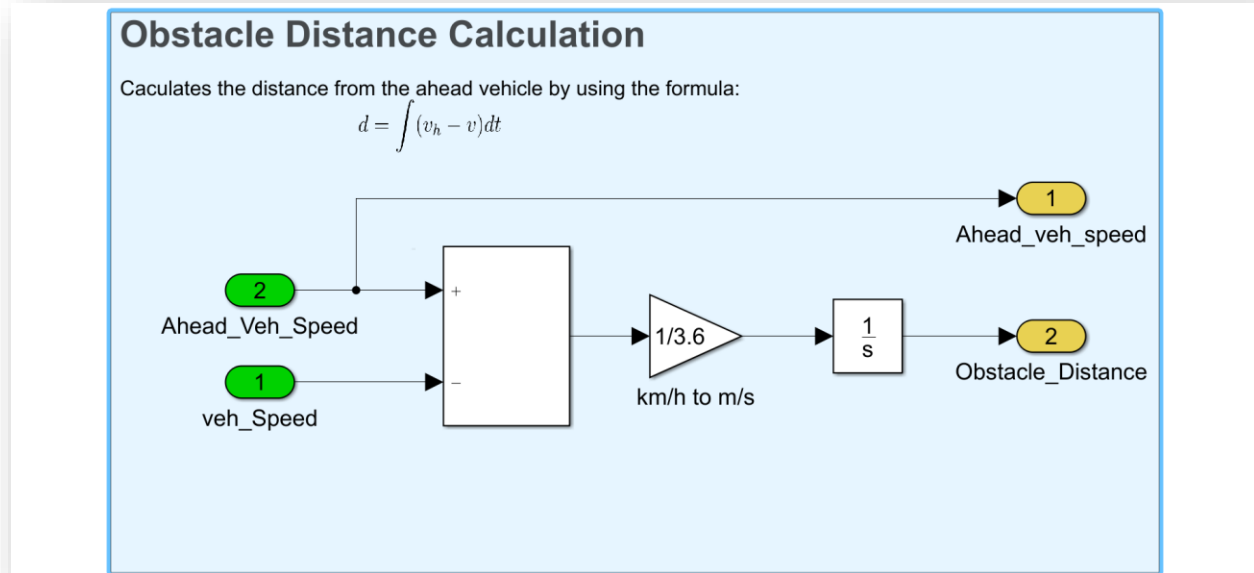 Obstacle Distance Calculation
Caculates the distance from the ahead vehicle by using the formula:
d = ∫(vₕ − v)dt
1
Ahead_veh_speed
2
+
Ahead_Veh_Speed
1/3.6
1
s
2
1
−
Obstacle_Distance
km/h to m/s
veh_Speed